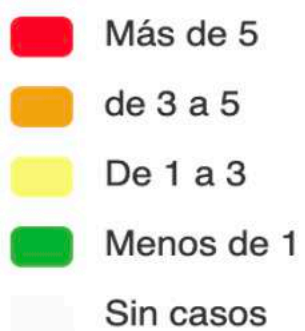 Más de 5
de 3 a 5
De 1 a 3
Menos de 1
Sin casos